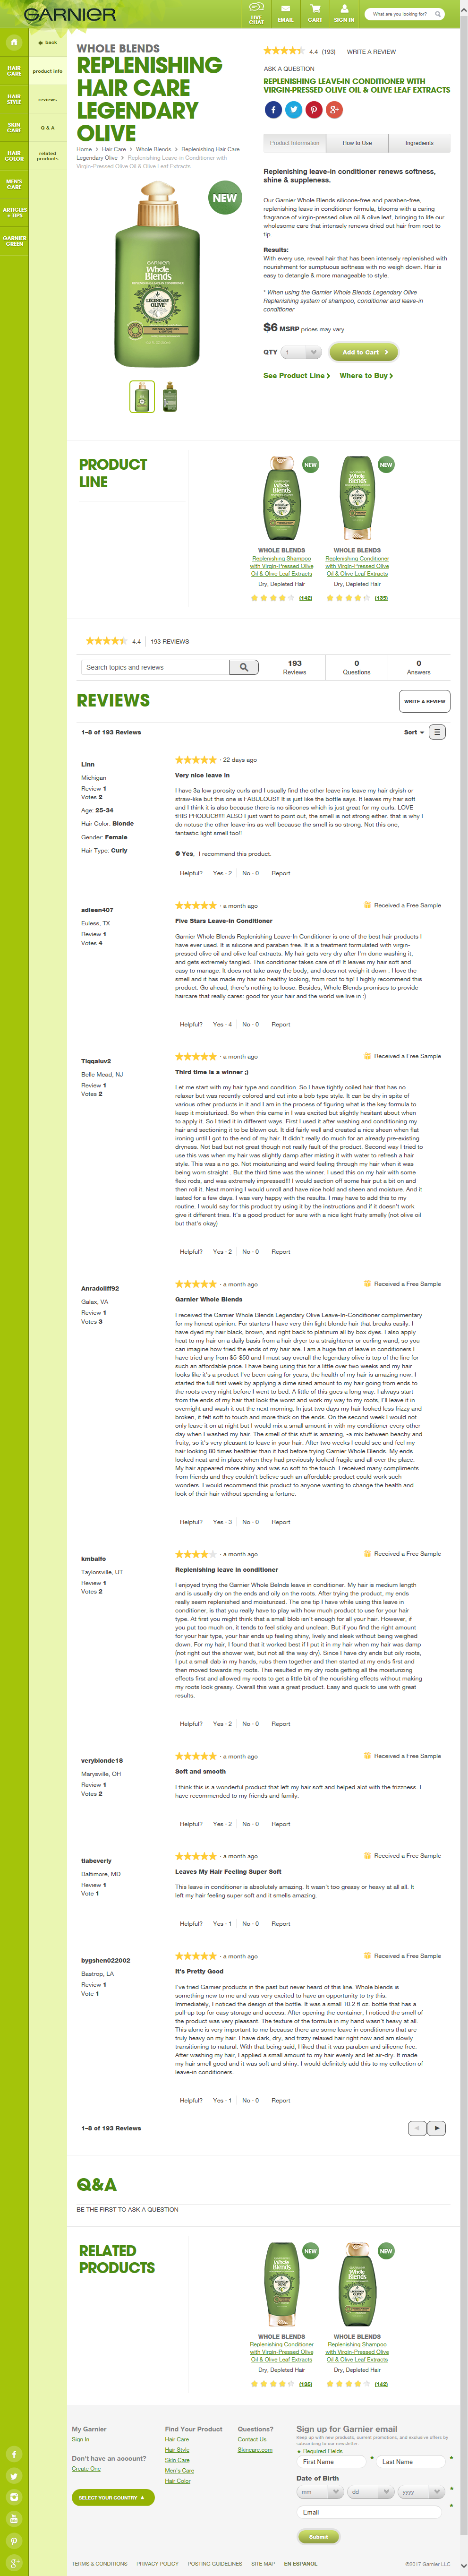 GARNIER
LIVE CHAT
EMAIL
CART
SIGN IN
What are you looking for?
HAIR CARE
HAIR STYLE
SKIN CARE
HAIR COLOR
MEN'S CARE
ARTICLES + TIPS
GARNIER GREEN
back
product info
reviews
Q & A
related products
WHOLE BLENDS
REPLENISHING
HAIR CARE
LEGENDARY
OLIVE
Home > Hair Care > Whole Blends > Replenishing Hair Care
Legendary Olive > Replenishing Leave-in Conditioner with
Virgin-Pressed Olive Oil & Olive Leaf Extracts
NEW
GARNIER
Whole Blends
LEGENDARY OLIVE
4.4 (193) WRITE A REVIEW
ASK A QUESTION
REPLENISHING LEAVE-IN CONDITIONER WITH
VIRGIN-PRESSED OLIVE OIL & OLIVE LEAF EXTRACTS
Product Information
How to Use
Ingredients
Replenishing leave-in conditioner renews softness,
shine & suppleness.
Our Garnier Whole Blends silicone-free and paraben-free,
replenishing leave-in conditioner formula, blooms with a caring
fragrance of virgin-pressed olive oil & olive leaf, bringing to life our
wholesome care that intensely renews dried out hair from root to
tip.
Results:
With every use, reveal hair that has been intensely replenished with
nourishment for sumptuous softness with no weigh down. Hair is
easy to detangle & more manageable to style.
* When using the Garnier Whole Blends Legendary Olive
Replenishing system of shampoo, conditioner and leave-in
conditioner
$6 MSRP prices may vary
QTY 1 Add to Cart >
See Product Line > Where to Buy >
PRODUCT
LINE
NEW
NEW
WHOLE BLENDS
Replenishing Shampoo
with Virgin-Pressed Olive
Oil & Olive Leaf Extracts
Dry, Depleted Hair
(142)
WHOLE BLENDS
Replenishing Conditioner
with Virgin-Pressed Olive
Oil & Olive Leaf Extracts
Dry, Depleted Hair
(135)
4.4 193 REVIEWS
Search topics and reviews
193
Reviews
0
Questions
0
Answers
REVIEWS
WRITE A REVIEW
1–8 of 193 Reviews
Sort
Linn
Michigan
Review 1
Votes 2
Age: 25-34
Hair Color: Blonde
Gender: Female
Hair Type: Curly
· 22 days ago
Very nice leave in
I have 3a low porosity curls and I usually find the other leave ins leave my hair dryish or
straw-like but this one is FABULOUS!! It is just like the bottle says. It leaves my hair soft
and I think it is also because there is no silicones which is just great for my curls. LOVE
tHIS PRODUCt!!!!! ALSO I just want to point out, the smell is not strong either. that is why I
do notuse the other leave-ins as well because the smell is so strong. Not this one,
fantastic light smell too!!
Yes, I recommend this product.
Helpful? Yes · 2 No · 0 Report
adleen407
Euless, TX
Review 1
Votes 4
· a month ago
Received a Free Sample
Five Stars Leave-In Conditioner
Garnier Whole Blends Replenishing Leave-In Conditioner is one of the best hair products I
have ever used. It is silicone and paraben free. It is a treatment formulated with virgin-
pressed olive oil and olive leaf extracts. My hair gets very dry after I'm done washing it, and
gets extremely tangled. This conditioner takes care of it! It leaves my hair soft and
easy to manage. It does not take away the body, and does not weigh it down . I love the
smell and it has made my hair so healthy looking, from root to tip! I highly recommend this
product. Go ahead, there's nothing to loose. Besides Whole Blends promises to provide
haircare that really cares: good for your hair and good for the world we live in :)
Helpful? Yes · 4 No · 0 Report
Tiggaluv2
Belle Mead, NJ
Review 1
Votes 2
· a month ago
Received a Free Sample
Third time is a winner ;)
Let me start with my hair type and condition. So I have tightly coiled hair that has no
relaxer but was recently colored and cut into a bob type style. It can be dry in spite of
various other products in it and I am in the process of figuring what is the key formula to
keep it moisturized. So when this came in I was excited but slightly hesitant about when
to apply it. So I tried it in different ways. First I used it after washing and conditioning my
hair and sectioning it to be blown out. It did fairly well and created a nice sheen when flat
ironing until I got to the end of my hair. It didn't really do much for an already pre-existing
dryness. Not bad but not great though not really fault of the product. Second way I tried to
use this was when my hair was slightly damp after misting it with water to refresh a hair
style. This was a no go. Not moisturizing and weird feeling though my hair when it was
being worn straight . But the third time was the winner. I used this on my hair with some
flexi rods, and was extremely impressed!!! I would section off some hair put a bit on and
then roll it. Next morning I would unroll and have nice hold and sheen and moisture. And it
lasted for a few days. I was very happy with the results. I may have to add this to my
routine. I would say for this product try using it by the instructions and if it doesn't work
give it different tries. It's a good product for sure with a nice light fruity smelly (not olive oil
but that's okay)
Helpful? Yes · 2 No · 0 Report
Anradcliff92
Galax, VA
Review 1
Votes 3
· a month ago
Received a Free Sample
Garnier Whole Blends
I received the Garnier Whole Blends Legendary Olive Leave-In-Conditioner complimentary
for my honest opinion. For starters I have very thin light blonde hair that breaks easily. I
have dyed my hair black, brown, and right back to platinum all by box dyes. I also apply
heat to my hair on a daily basis from a hair dryer to a straightener or curling wand, so you
can imagine how fried the ends of my hair are. I have tried many leave-in-conditioners I
have tried any from $5-$50 and I must say overall the legendary olive is top of the line for
such an affordable price. I have being using this for a little over two weeks and my hair
looks like it's a product I've been using for years, the health of my hair is amazing now. I
started the full first week by applying a dime sized amount to my hair going from ends to
the roots every night before I went to bed. A little of this goes a long way. I always start
from the ends of my hair that look the worst and work my way to my roots, I'll leave it in
overnight and wash it out the next morning. In just two days my hair looked less frizzy and
broken, it felt soft to touch and more thick on the ends. On the second week I would not
only leave it in over night but I would also use it as a regular conditioner every other day
when I washed my hair. The smell of this product is so amazing, a mix between peachy and
fruity, so it's very pleasant to leave in your hair. After two weeks I could see and feel my
hair looking 80 times healthier than it had before trying Garnier Whole Blends. My ends
looked neat and in place when they had previously looked fragile and all over the place.
My hair appeared more shiny and was so soft to the touch. I received many compliments
from friends and they couldn't believe such an affordable product could work such
wonders. I would recommend this product to anyone wanting to change the health and
look of their hair without spending a fortune.
Helpful? Yes · 3 No · 0 Report
kmbalfo
Taylorsville, UT
Review 1
Votes 2
· a month ago
Received a Free Sample
Replenishing leave in conditioner
I enjoyed trying the Garnier Whole Belnds leave in conditioner. My hair is medium length
and is usually dry on the ends and oily on the roots. After trying the product, my ends
really seem replenished and moisturized. The one tip I have while using this leave in
conditioner, is that you really have to play with how much product to use for your hair
type. At first you might think that a small blob isn't enough for all your hair. However, if
you put too much on, it tends to feel sticky and unclean. But if you find the right amount
for your hair type, your hair ends up feeling shiny, lively and sleek without being weighed
down. For my hair, I found that it worked best if I put it in my hair when my hair was damp
(not right out the shower wet, but not all the way dry). Since I have dry ends but oily roots,
I put a small dab in my hands, rubs them together and then started at my ends first and
then moved towards my roots. This resulted in my dry roots getting all the moisturizing
effects first and allowed my roots to get a little bit of the nourishing effects without making
my roots look greasy. Overall this was a great product. Easy and quick to use with great
results.
Helpful? Yes · 2 No · 0 Report
veryblonde18
Marysville, OH
Review 1
Votes 2
· a month ago
Received a Free Sample
Soft and smooth
I think this is a wonderful product that left my hair soft and helped alot with the frizzness. I
have recommended to my friends and family.
Helpful? Yes · 2 No · 0 Report
tiabeverly
Baltimore, MD
Review 1
Vote 1
· a month ago
Received a Free Sample
Leaves My Hair Feeling Super Soft
This leave in conditioner is absolutely amazing. It wasn't too greasy or heavy at all all. It
left my hair feeling super soft and it smells amazing.
Helpful? Yes · 1 No · 0 Report
bygshen022002
Bastrop, LA
Review 1
Vote 1
· a month ago
Received a Free Sample
It's Pretty Good
I've tried Garnier products in the past but never heard of this line. Whole blends is
something new to me and was very excited to have an opportunity to try this.
Immediately, I noticed the design of the bottle. It was a small 10.2 fl oz. bottle that has a
pull-up top for easy storage and access. After opening the container, I noticed the smell of
the product was very pleasant. The texture of the formula in my hand wasn't heavy at all.
This alone is very important to me because there are some leave in conditioners that are
truly heavy on my hair. I have dark, dry, and frizzy relaxed hair right now and am slowly
transitioning to natural. With that being said, I liked that it was paraben and silicone free.
After washing my hair, I applied a small amount to my hair evenly and let air-dry. It made
my hair smell good and it was soft and wavy. I would definitely add this to my collection of
leave-in conditioners.
Helpful? Yes · 1 No · 0 Report
1–8 of 193 Reviews
Q&A
BE THE FIRST TO ASK A QUESTION
RELATED
PRODUCTS
NEW
NEW
WHOLE BLENDS
Replenishing Conditioner
with Virgin-Pressed Olive
Oil & Olive Leaf Extracts
Dry, Depleted Hair
(135)
WHOLE BLENDS
Replenishing Shampoo
with Virgin-Pressed Olive
Oil & Olive Leaf Extracts
Dry, Depleted Hair
(142)
My Garnier
Sign In
Don't have an account?
Create One
SELECT YOUR COUNTRY
Find Your Product
Hair Care
Hair Style
Skin Care
Men's Care
Hair Color
Questions?
Contact Us
Skincare.com
Sign up for Garnier email
Keep up with new products, current promotions, and exclusive offers by
subscribing to our newsletter.
Required Fields
First Name *
Last Name *
Date of Birth
mm dd yyyy *
Email *
Submit
TERMS & CONDITIONS PRIVACY POLICY POSTING GUIDELINES SITE MAP EN ESPANOL
©2017 Garnier LLC